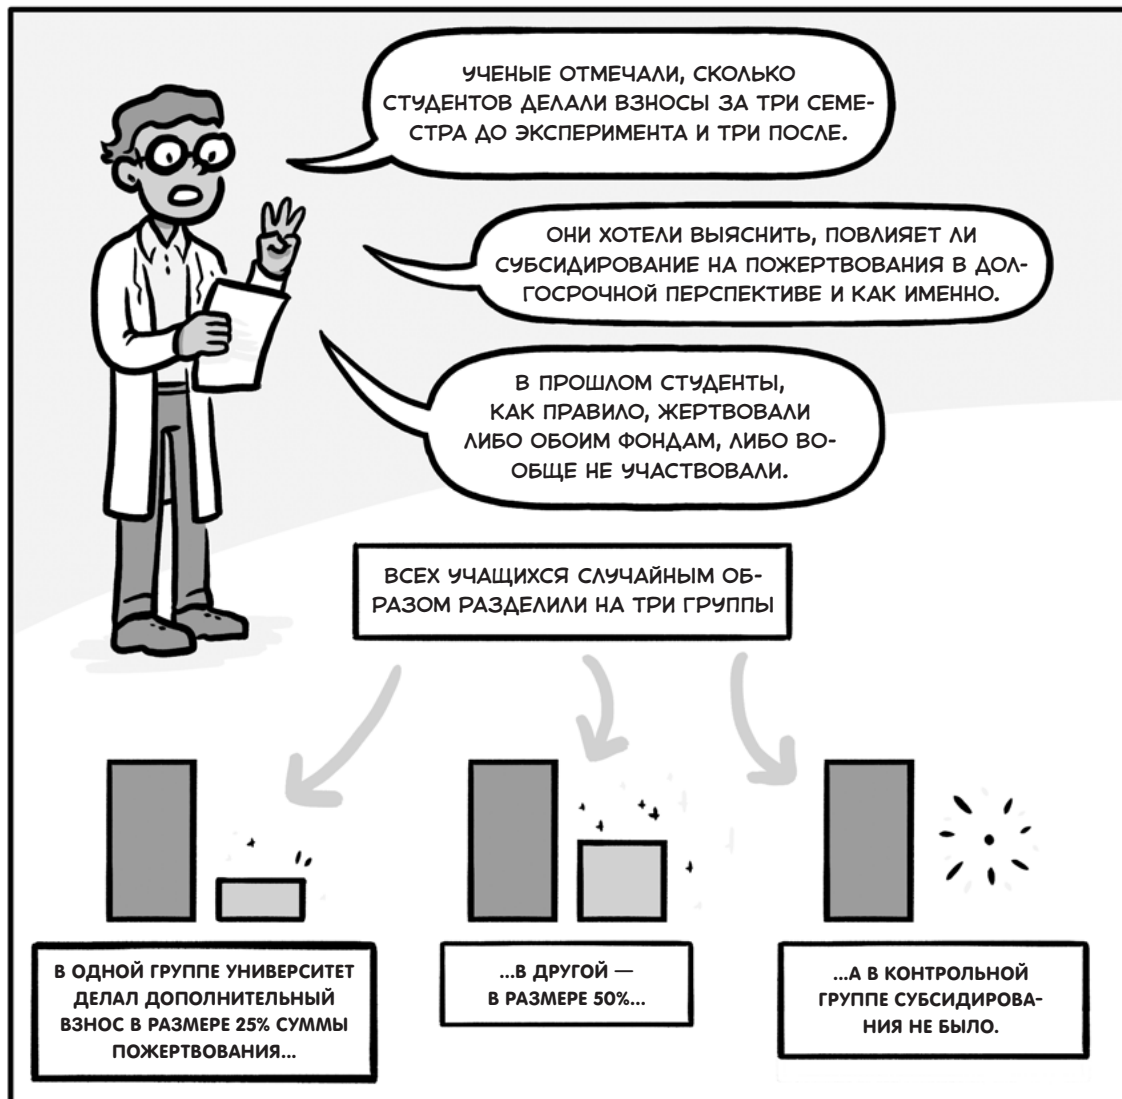 УЧЕНЫЕ ОТМЕЧАЛИ, СКОЛЬКО
СТУДЕНТОВ ДЕЛАЛИ ВЗНОСЫ ЗА ТРИ СЕМЕ-
СТРА ДО ЭКСПЕРИМЕНТА И ТРИ ПОСЛЕ.
ОНИ ХОТЕЛИ ВЫЯСНИТЬ, ПОВЛИЯЕТ ЛИ
СУБСИДИРОВАНИЕ НА ПОЖЕРТВОВАНИЯ В ДОЛ-
ГОСРОЧНОЙ ПЕРСПЕКТИВЕ И КАК ИМЕННО.
В ПРОШЛОМ СТУДЕНТЫ,
КАК ПРАВИЛО, ЖЕРТВОВАЛИ
ЛИБО ОБОИМ ФОНДАМ, ЛИБО ВО-
ОБЩЕ НЕ УЧАСТВОВАЛИ.
ВСЕХ УЧАЩИХСЯ СЛУЧАЙНЫМ ОБ-
РАЗОМ РАЗДЕЛИЛИ НА ТРИ ГРУППЫ
В ОДНОЙ ГРУППЕ УНИВЕРСИТЕТ
ДЕЛАЛ ДОПОЛНИТЕЛЬНЫЙ
ВЗНОС В РАЗМЕРЕ 25% СУММЫ
ПОЖЕРТВОВАНИЯ...
...В ДРУГОЙ —
В РАЗМЕРЕ 50%...
...А В КОНТРОЛЬНОЙ
ГРУППЕ СУБСИДИРОВА-
НИЯ НЕ БЫЛО.